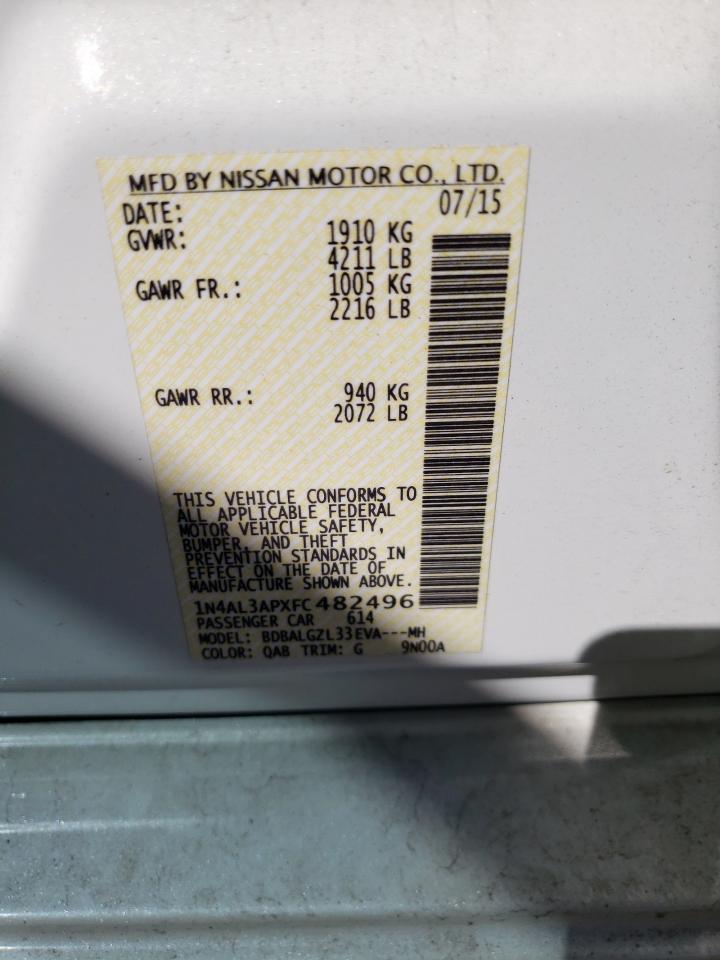 MFD BY NISSAN MOTOR CO., LTD.
DATE: 07/15
GVWR: 1910 KG
4211 LB
GAWR FR.: 1005 KG
2216 LB
GAWR RR.: 940 KG
2072 LB
THIS VEHICLE CONFORMS TO
ALL APPLICABLE FEDERAL
MOTOR VEHICLE SAFETY,
BUMPER, AND THEFT
PREVENTION STANDARDS IN
EFFECT ON THE DATE OF
MANUFACTURE SHOWN ABOVE.
1N4AL3APXFC482496
PASSENGER CAR 614
MODEL: BDBALGZL33EVA---MH
COLOR: QAB TRIM: G 9N00A